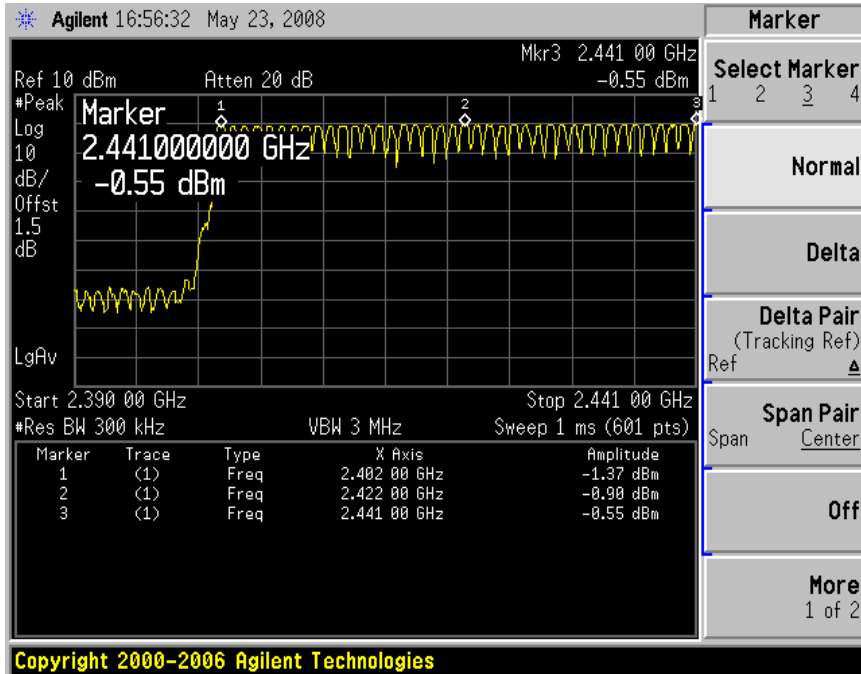 Agilent 16:56:32 May 23, 2008
Marker
Mkr3 2.441 00 GHz
Ref 10 dBm Atten 20 dB -0.55 dBm
#Peak
Log
10
dB/
Offst
1.5
dB
LgAv
Marker
2.441000000 GHz
-0.55 dBm
1 2 3
Start 2.390 00 GHz Stop 2.441 00 GHz
#Res BW 300 kHz VBW 3 MHz Sweep 1 ms (601 pts)
Marker Trace Type X Axis Amplitude
1 (1) Freq 2.402 00 GHz -1.37 dBm
2 (1) Freq 2.422 00 GHz -0.90 dBm
3 (1) Freq 2.441 00 GHz -0.55 dBm
Select Marker
1 2 3 4
Normal
Delta
Delta Pair
(Tracking Ref)
Ref Δ
Span Pair
Span Center
Off
More
1 of 2
Copyright 2000-2006 Agilent Technologies